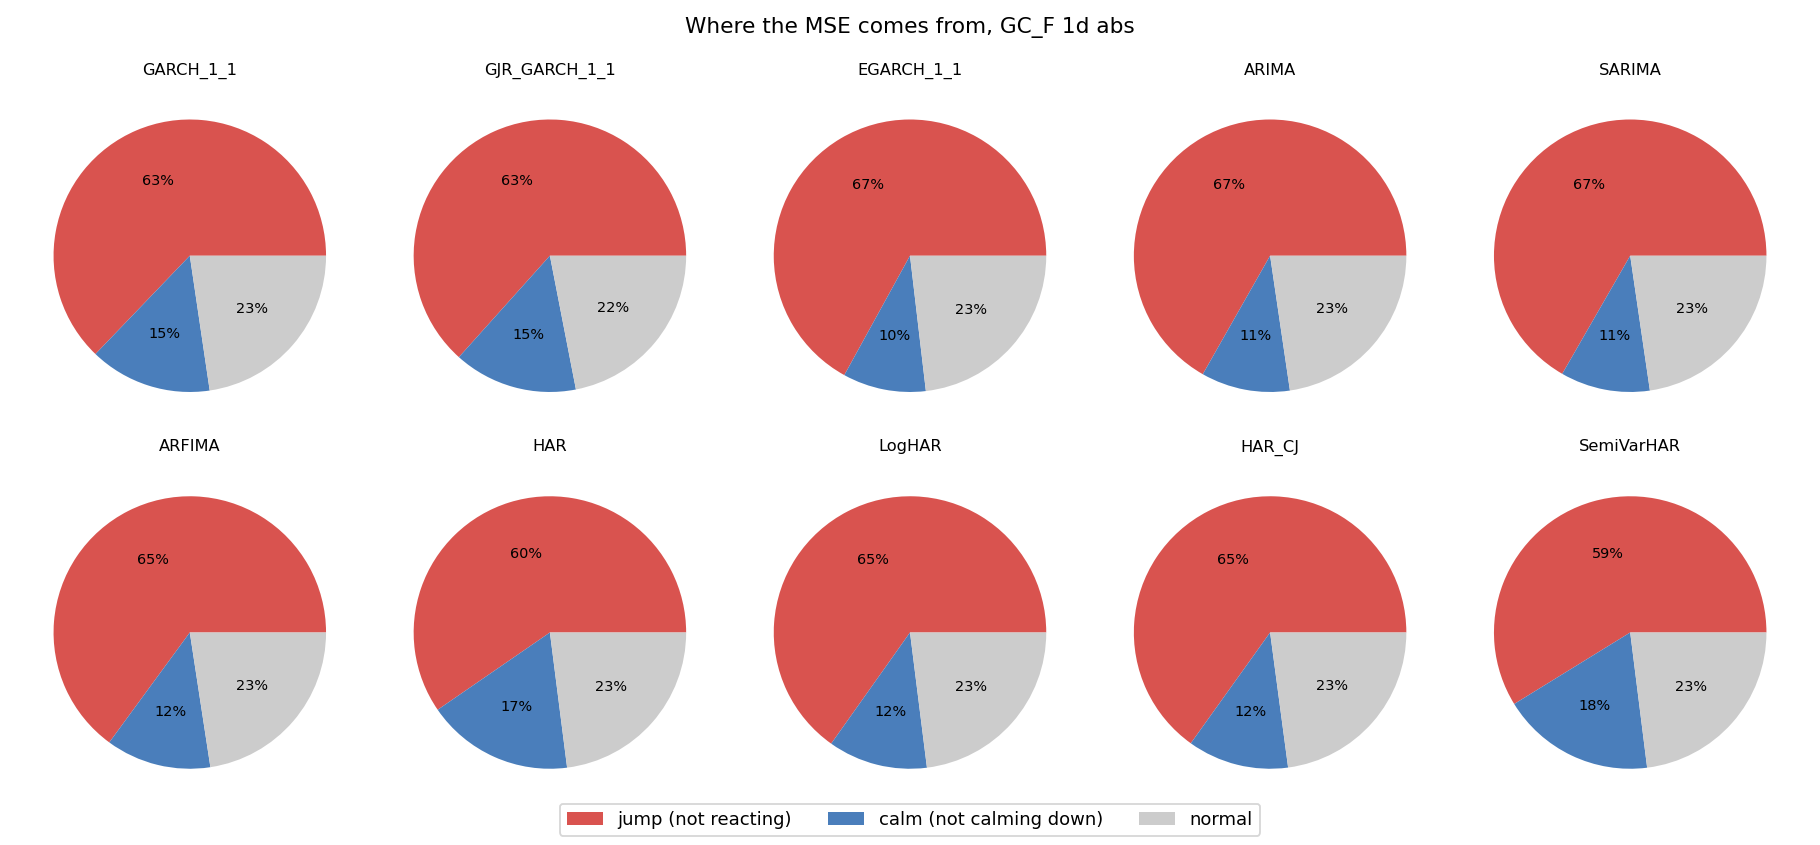 Where the MSE comes from, GC_F 1d abs
GARCH_1_1
GJR_GARCH_1_1
EGARCH_1_1
ARIMA
SARIMA
63%
15%
23%
63%
15%
22%
67%
10%
23%
67%
11%
23%
67%
11%
23%
ARFIMA
HAR
LogHAR
HAR_CJ
SemiVarHAR
65%
12%
23%
60%
17%
23%
65%
12%
23%
65%
12%
23%
59%
18%
23%
jump (not reacting)
calm (not calming down)
normal